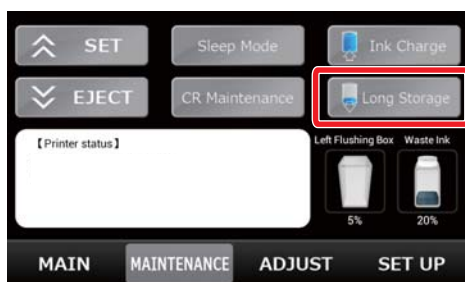 SET
Sleep Mode
Ink Charge
EJECT
CR Maintenance
Long Storage
【Printer status】
Left Flushing Box
Waste Ink
5%
20%
MAIN
MAINTENANCE
ADJUST
SET UP